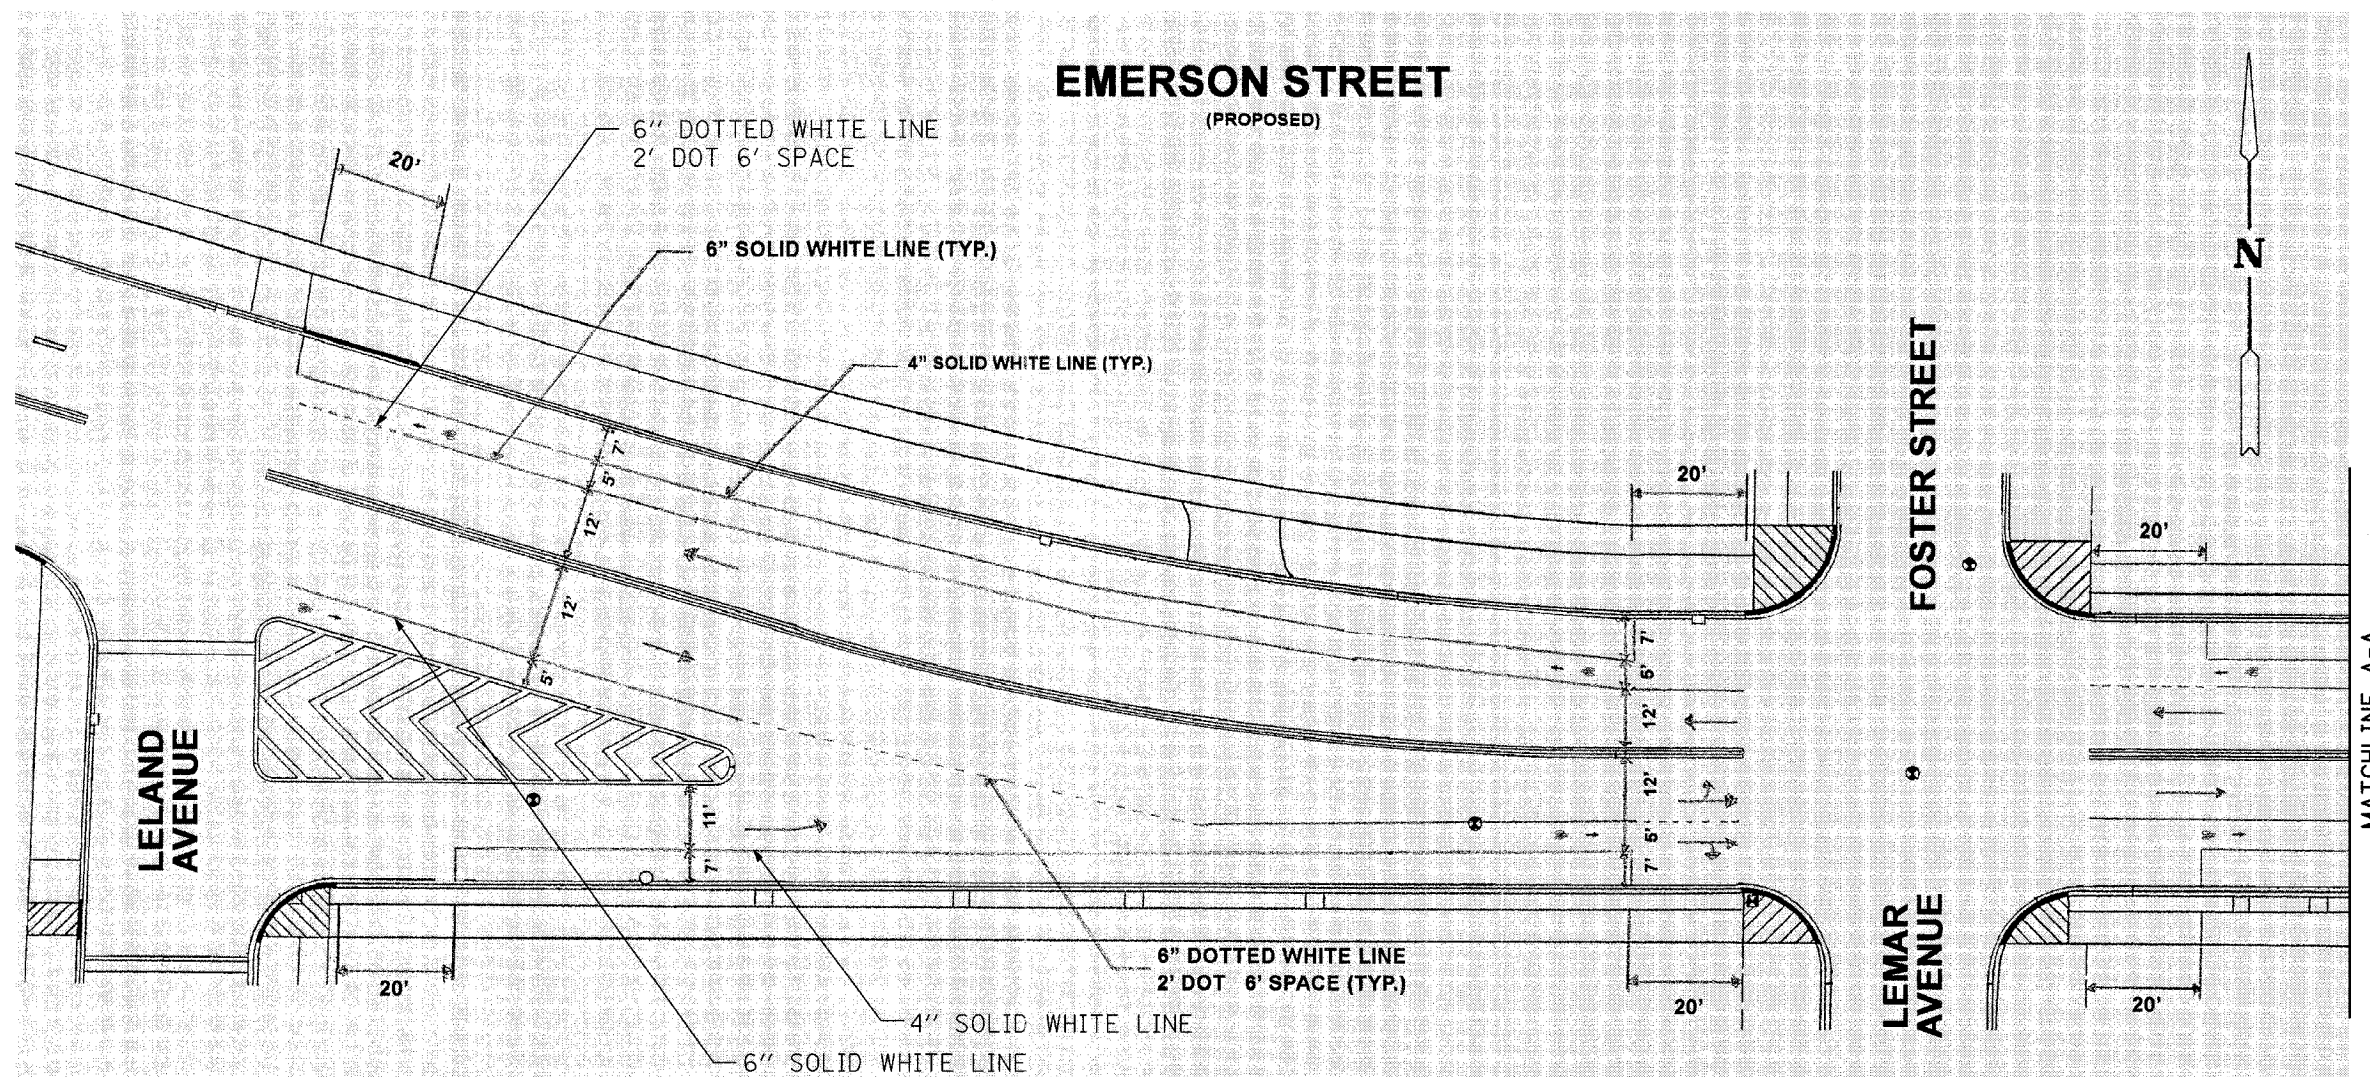 EMERSON STREET
(PROPOSED)
6" DOTTED WHITE LINE
2' DOT 6' SPACE
20'
6" SOLID WHITE LINE (TYP.)
N
4" SOLID WHITE LINE (TYP.)
FOSTER STREET
7'
5'
12'
12'
5'
20'
20'
7'
5'
12'
12'
5'
7'
MATCHLINE A-A
LELAND
AVENUE
11'
7'
20'
6" DOTTED WHITE LINE
2' DOT 6' SPACE (TYP.)
LEMAR
AVENUE
20'
20'
4" SOLID WHITE LINE
6" SOLID WHITE LINE